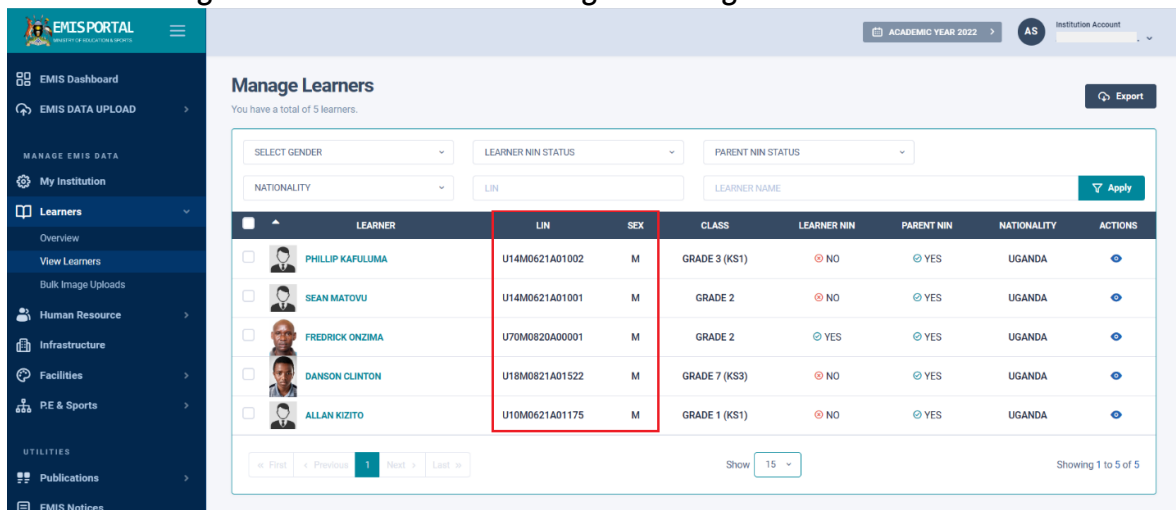 EMIS PORTAL
MINISTRY OF EDUCATION & SPORTS
ACADEMIC YEAR 2022
AS
Institution Account
EMIS Dashboard
EMIS DATA UPLOAD
MANAGE EMIS DATA
My Institution
Learners
Overview
View Learners
Bulk Image Uploads
Human Resource
Infrastructure
Facilities
P.E & Sports
UTILITIES
Publications
EMIS Notices
Manage Learners
You have a total of 5 learners.
Export
SELECT GENDER LEARNER NIN STATUS PARENT NIN STATUS
NATIONALITY LIN LEARNER NAME Apply
LEARNER LIN SEX CLASS LEARNER NIN PARENT NIN NATIONALITY ACTIONS
PHILLIP KAFULUMA U14M0621A01002 M GRADE 3 (KS1) NO YES UGANDA
SEAN MATOVU U14M0621A01001 M GRADE 2 NO YES UGANDA
FREDRICK ONZIMA U70M0820A00001 M GRADE 2 YES YES UGANDA
DANSON CLINTON U18M0821A01522 M GRADE 7 (KS3) NO YES UGANDA
ALLAN KIZITO U10M0621A01175 M GRADE 1 (KS1) NO YES UGANDA
« First ‹ Previous 1 Next › Last » Show 15 Showing 1 to 5 of 5